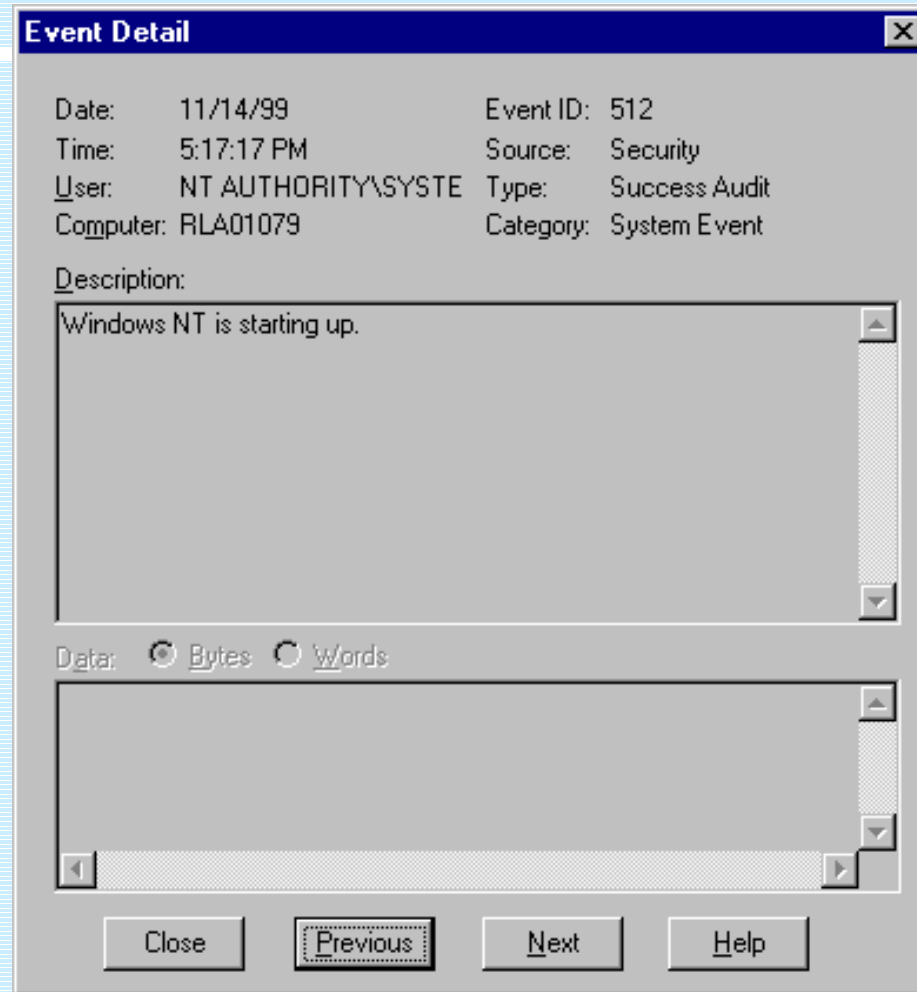 Event Detail
Date: 11/14/99 Event ID: 512
Time: 5:17:17 PM Source: Security
User: NT AUTHORITY\SYSTE Type: Success Audit
Computer: RLA01079 Category: System Event
Description:
Windows NT is starting up.
Data: Bytes Words
Close Previous Next Help